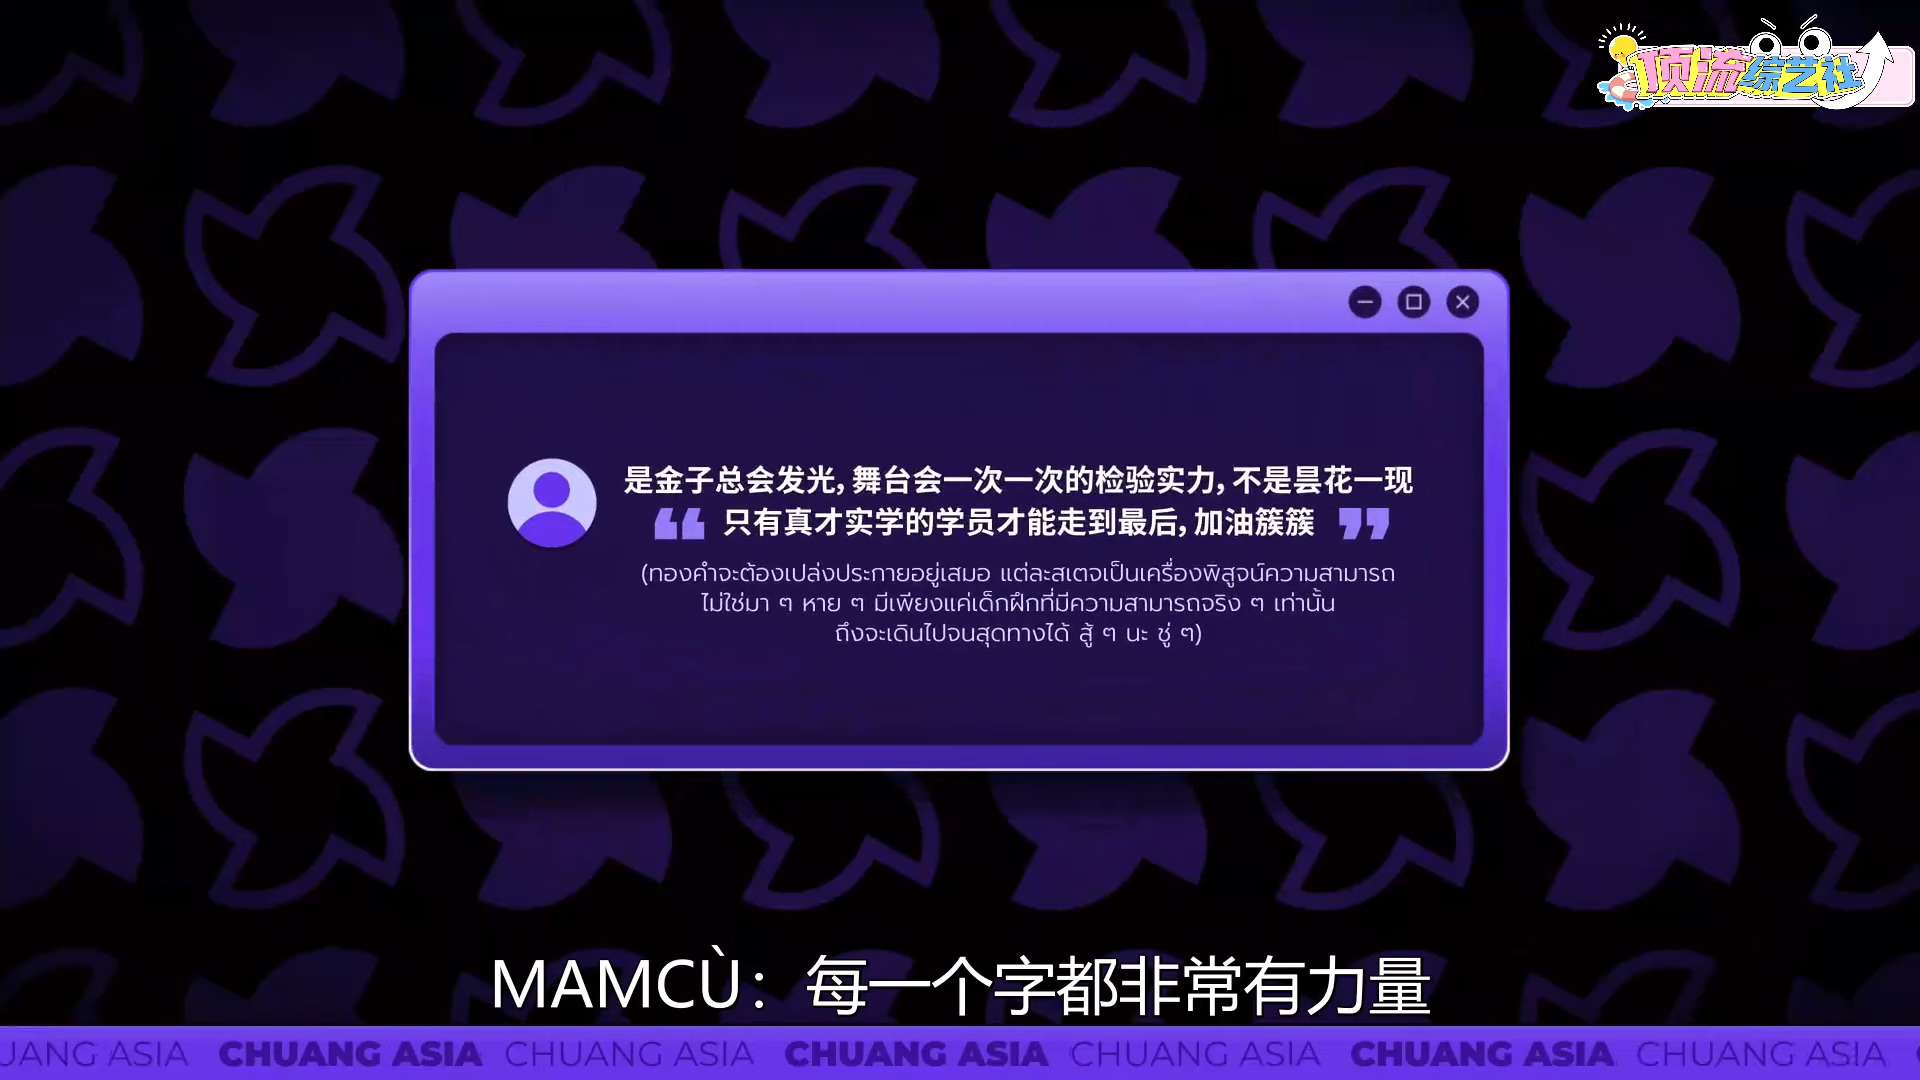 顶流综艺社
是金子总会发光，舞台会一次一次的检验实力，不是昙花一现
只有真才实学的学员才能走到最后，加油簇簇
(ทองคำจะต้องเปล่งประกายอยู่เสมอ แต่ละสเตจเป็นเครื่องพิสูจน์ความสามารถ
ไม่ใช่มา ๆ หาย ๆ มีเพียงแค่เด็กฝึกที่มีความสามารถจริง ๆ เท่านั้น
ถึงจะเดินไปจนสุดทางได้ สู้ ๆ นะ ชู่ ๆ)
MAMCÙ：每一个字都非常有力量
UANG ASIA CHUANG ASIA CHUANG ASIA CHUANG ASIA CHUANG ASIA CHUANG ASIA CHUANG ASIA